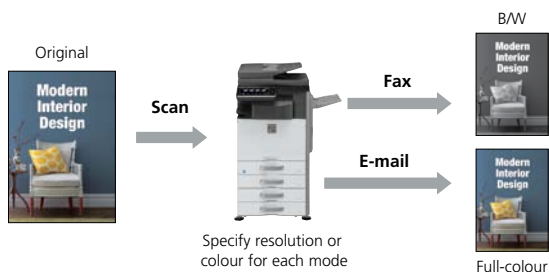 Original
Modern
Interior
Design
Scan
Specify resolution or
colour for each mode
Fax
E-mail
B/W
Modern
Interior
Design
Modern
Interior
Design
Full-colour